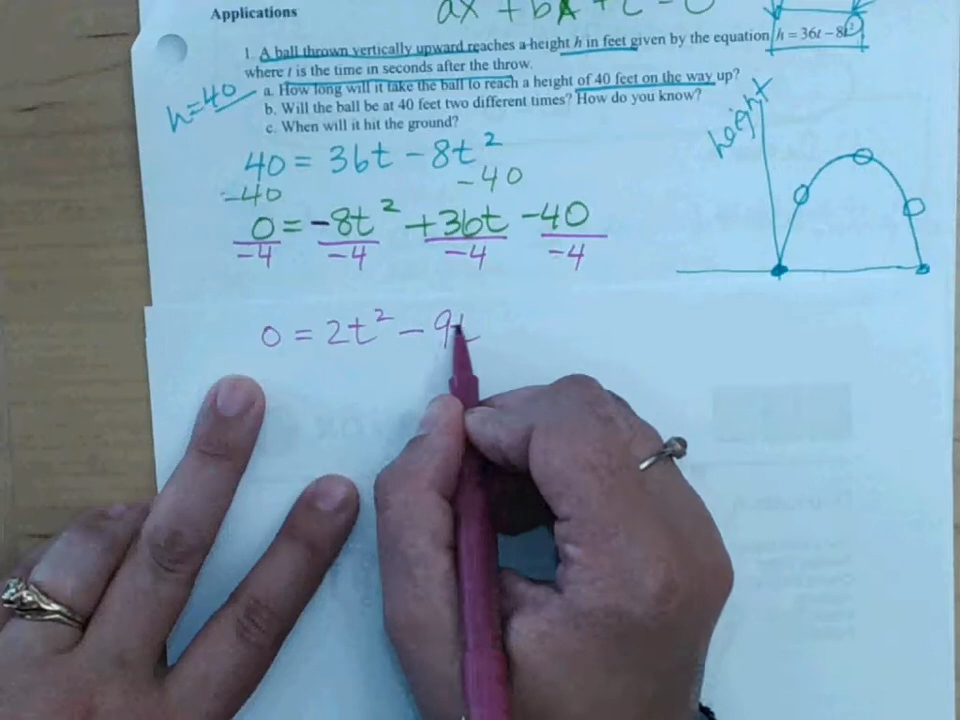 Applications ax + bx + c = 0
1. A ball thrown vertically upward reaches a height h in feet given by the equation h = 36t – 8t²
where t is the time in seconds after the throw.
a. How long will it take the ball to reach a height of 40 feet on the way up?
b. Will the ball be at 40 feet two different times? How do you know?
c. When will it hit the ground?
h=40
height
40 = 36t - 8t²
-40 -40
0 = -8t² + 36t - 40
-4 -4 -4 -4
0 = 2t² - 9t